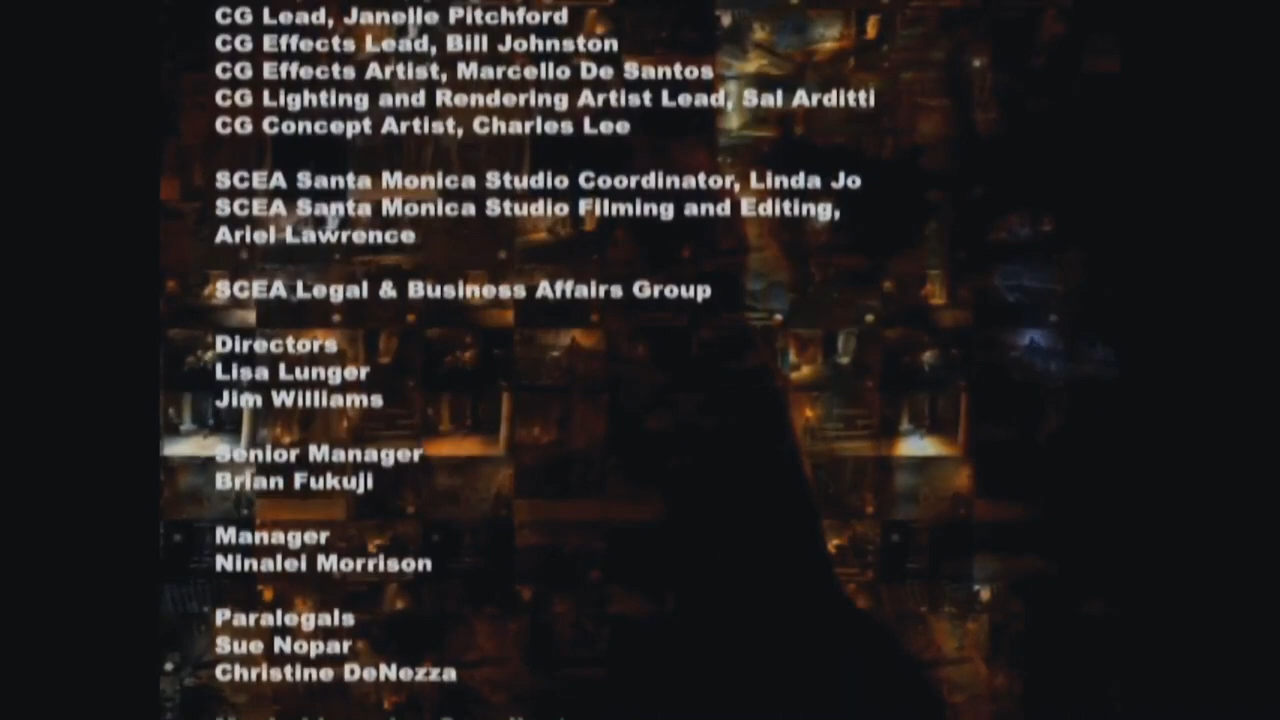 CG Lead, Janelle Pitchford
CG Effects Lead, Bill Johnston
CG Effects Artist, Marcello De Santos
CG Lighting and Rendering Artist Lead, Sal Arditti
CG Concept Artist, Charles Lee
SCEA Santa Monica Studio Coordinator, Linda Jo
SCEA Santa Monica Studio Filming and Editing,
Ariel Lawrence
SCEA Legal & Business Affairs Group
Directors
Lisa Lunger
Jim Williams
Senior Manager
Brian Fukuji
Manager
Ninalei Morrison
Paralegals
Sue Nopar
Christine DeNezza